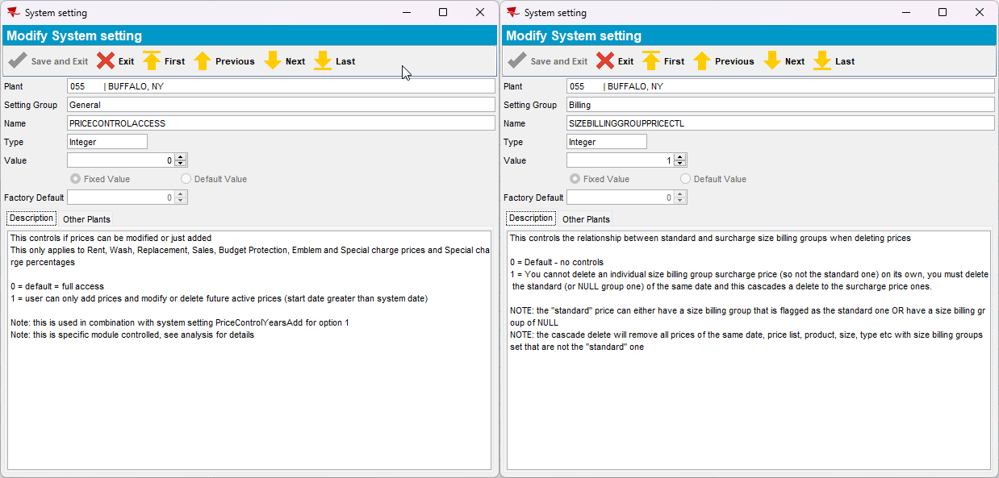 System setting
Modify System setting
Save and Exit Exit First Previous Next Last
Plant 055 | BUFFALO, NY
Setting Group General
Name PRICECONTROLACCESS
Type Integer
Value 0
Fixed Value Default Value
Factory Default 0
Description Other Plants
This controls if prices can be modified or just added
This only applies to Rent, Wash, Replacement, Sales, Budget Protection, Emblem and Special charge prices and Special cha
rge percentages
0 = default = full access
1 = user can only add prices and modify or delete future active prices (start date greater than system date)
Note: this is used in combination with system setting PriceControlYearsAdd for option 1
Note: this is specific module controlled, see analysis for details
System setting
Modify System setting
Save and Exit Exit First Previous Next Last
Plant 055 | BUFFALO, NY
Setting Group Billing
Name SIZEBILLINGGROUPPRICECTL
Type Integer
Value 1
Fixed Value Default Value
Factory Default 0
Description Other Plants
This controls the relationship between standard and surcharge size billing groups when deleting prices
0 = Default - no controls
1 = You cannot delete an individual size billing group surcharge price (so not the standard one) on its own, you must delete
the standard (or NULL group one) of the same date and this cascades a delete to the surcharge price ones.
NOTE: the "standard" price can either have a size billing group that is flagged as the standard one OR have a size billing gr
oup of NULL
NOTE: the cascade delete will remove all prices of the same date, price list, product, size, type etc with size billing groups
set that are not the "standard" one